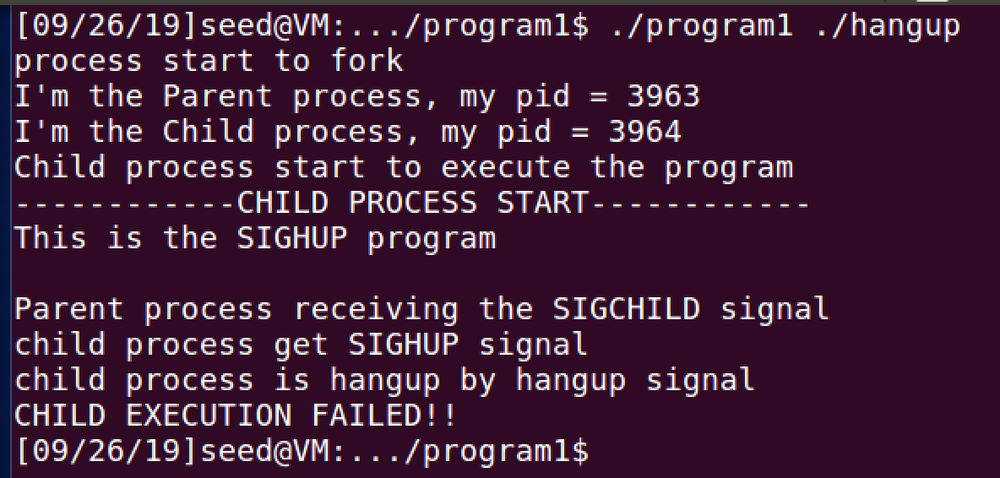 [09/26/19]seed@VM:.../program1$ ./program1 ./hangup
process start to fork
I'm the Parent process, my pid = 3963
I'm the Child process, my pid = 3964
Child process start to execute the program
------------CHILD PROCESS START------------
This is the SIGHUP program

Parent process receiving the SIGCHILD signal
child process get SIGHUP signal
child process is hangup by hangup signal
CHILD EXECUTION FAILED!!
[09/26/19]seed@VM:.../program1$